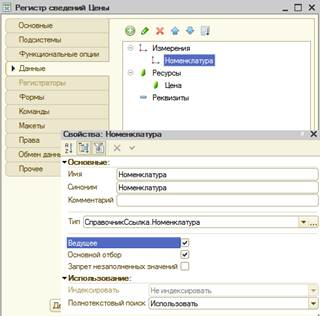 Регистр сведений Цены
Основные
Подсистемы
Функциональные опции
Данные
Регистраторы
Формы
Команды
Макеты
Права
Обмен данны
Прочее
Измерения
Номенклатура
Ресурсы
Цена
Реквизиты
Свойства: Номенклатура
Основные:
Имя Номенклатура
Синоним Номенклатура
Комментарий
Тип СправочникСсылка.Номенклатура
Ведущее
Основной отбор
Запрет незаполненных значений
Использование:
Индексировать Не индексировать
Полнотекстовый поиск Использовать